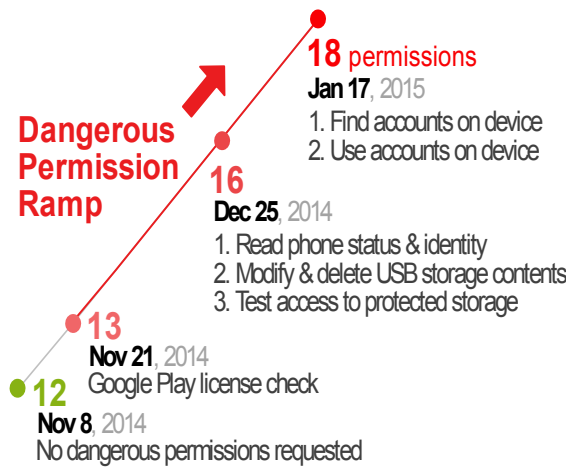 18 permissions
Jan 17, 2015
1. Find accounts on device
2. Use accounts on device
Dangerous
Permission
Ramp
16
Dec 25, 2014
1. Read phone status & identity
2. Modify & delete USB storage contents
3. Test access to protected storage
13
Nov 21, 2014
Google Play license check
12
Nov 8, 2014
No dangerous permissions requested